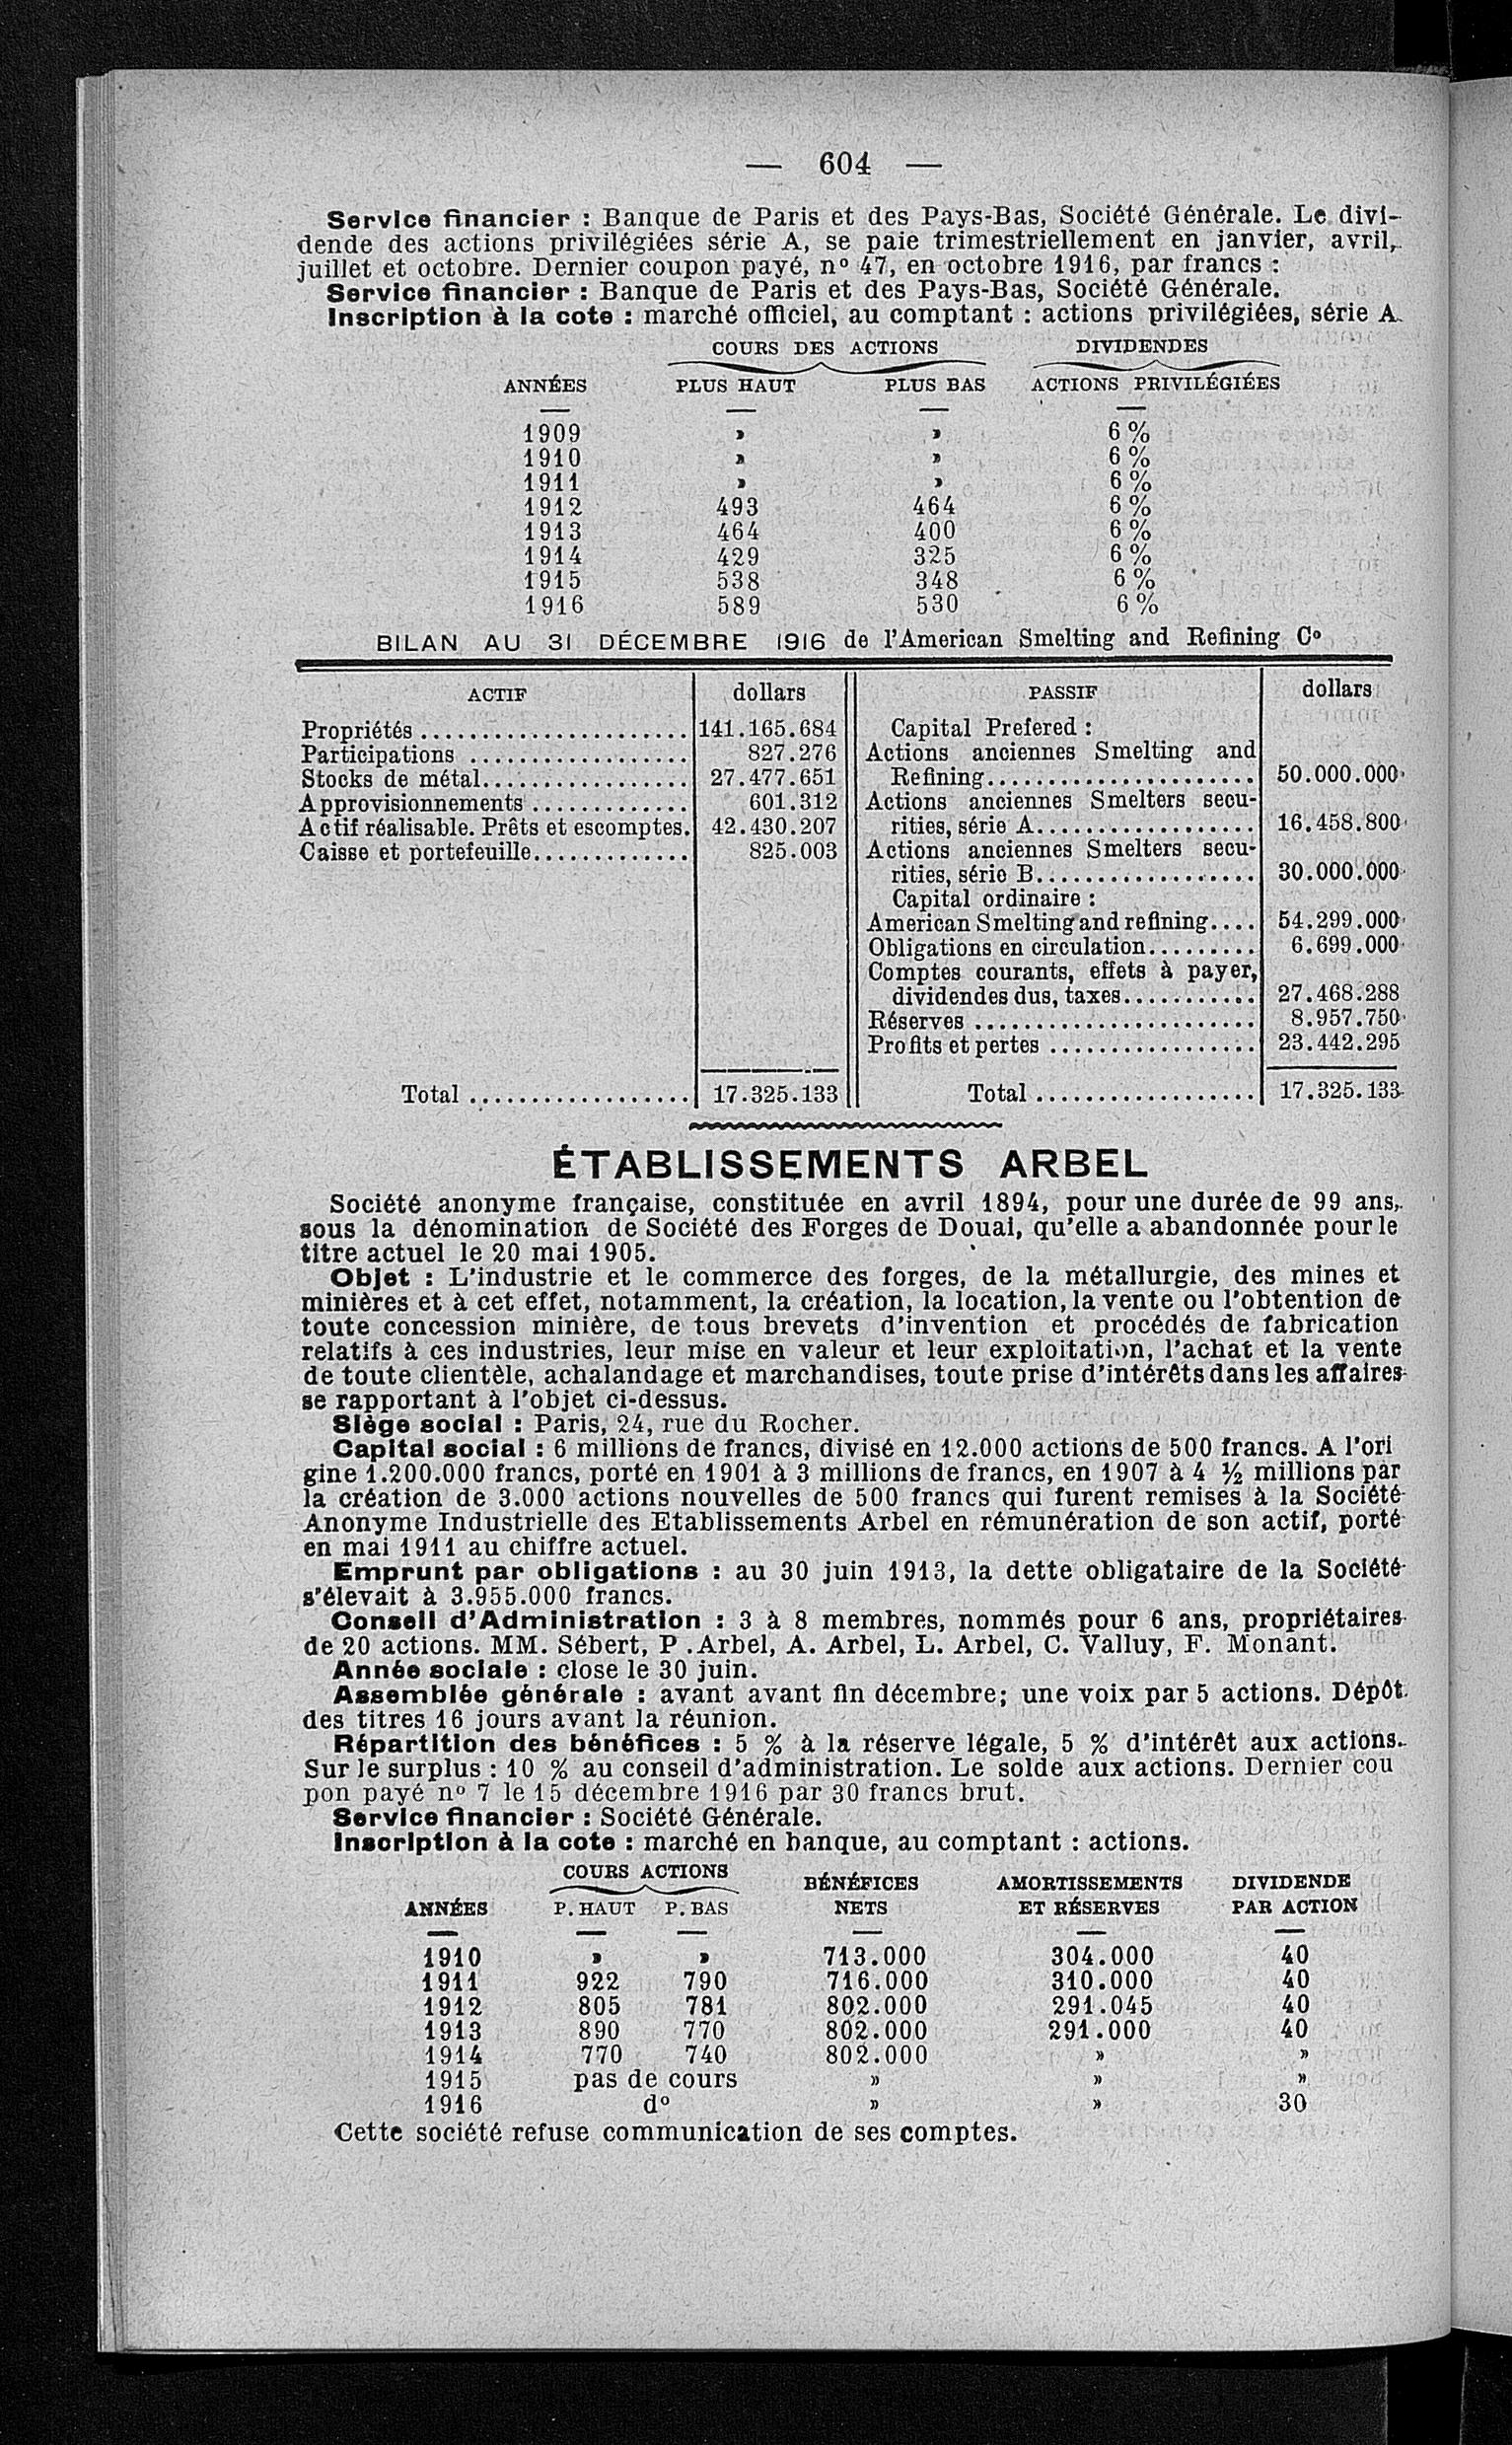 — 604 —
Service financier : Banque de Paris et des Pays-Bas, Société Générale. Le divi-
dende des actions privilégiées série A, se paie trimestriellement en janvier, avril,
juillet et octobre. Dernier coupon payé, nº 47, en octobre 1916, par francs :
Service financier : Banque de Paris et des Pays-Bas, Société Générale.
Inscription à la cote : marché officiel, au comptant : actions privilégiées, série A.
COURS DES ACTIONS DIVIDENDES
ANNÉES PLUS HAUT PLUS BAS ACTIONS PRIVILÉGIÉES
1909 » » 6 %
1910 » » 6 %
1911 » » 6 %
1912 493 464 6 %
1913 464 400 6 %
1914 429 325 6 %
1915 538 348 6 %
1916 589 530 6 %
BILAN AU 31 DÉCEMBRE 1916 de l'American Smelting and Refining Cº
ACTIF dollars PASSIF dollars
Propriétés ...................... 141.165.684 Capital Prefered :
Participations .................. 827.276 Actions anciennes Smelting and
Stocks de métal................. 27.477.651 Refining...................... 50.000.000
Approvisionnements ............. 601.312 Actions anciennes Smelters secu-
Actif réalisable. Prêts et escomptes. 42.430.207 rities, série A.................. 16.458.800
Caisse et portefeuille............. 825.003 Actions anciennes Smelters secu-
rities, série B.................. 30.000.000
Capital ordinaire :
American Smelting and refining.... 54.299.000
Obligations en circulation......... 6.699.000
Comptes courants, effets à payer,
dividendes dus, taxes........... 27.468.288
Réserves ....................... 8.957.750
Profits et pertes ................. 23.442.295
Total .................. 17.325.133 Total .................. 17.325.133
ÉTABLISSEMENTS ARBEL
Société anonyme française, constituée en avril 1894, pour une durée de 99 ans,
sous la dénomination de Société des Forges de Douai, qu'elle a abandonnée pour le
titre actuel le 20 mai 1905.
Objet : L'industrie et le commerce des forges, de la métallurgie, des mines et
minières et à cet effet, notamment, la création, la location, la vente ou l'obtention de
toute concession minière, de tous brevets d'invention et procédés de fabrication
relatifs à ces industries, leur mise en valeur et leur exploitation, l'achat et la vente
de toute clientèle, achalandage et marchandises, toute prise d'intérêts dans les affaires
se rapportant à l'objet ci-dessus.
Siège social : Paris, 24, rue du Rocher.
Capital social : 6 millions de francs, divisé en 12.000 actions de 500 francs. A l'ori
gine 1.200.000 francs, porté en 1901 à 3 millions de francs, en 1907 à 4 ½ millions par
la création de 3.000 actions nouvelles de 500 francs qui furent remises à la Société
Anonyme Industrielle des Etablissements Arbel en rémunération de son actif, porté
en mai 1911 au chiffre actuel.
Emprunt par obligations : au 30 juin 1913, la dette obligataire de la Société
s'élevait à 3.955.000 francs.
Conseil d'Administration : 3 à 8 membres, nommés pour 6 ans, propriétaires
de 20 actions. MM. Sébert, P .Arbel, A. Arbel, L. Arbel, C. Valluy, F. Monant.
Année sociale : close le 30 juin.
Assemblée générale : avant avant fin décembre; une voix par 5 actions. Dépôt
des titres 16 jours avant la réunion.
Répartition des bénéfices : 5 % à la réserve légale, 5 % d'intérêt aux actions.
Sur le surplus : 10 % au conseil d'administration. Le solde aux actions. Dernier cou
pon payé nº 7 le 15 décembre 1916 par 30 francs brut.
Service financier : Société Générale.
Inscription à la cote : marché en banque, au comptant : actions.
COURS ACTIONS BÉNÉFICES AMORTISSEMENTS DIVIDENDE
ANNÉES P. HAUT P. BAS NETS ET RÉSERVES PAR ACTION
1910 » » 713.000 304.000 40
1911 922 790 716.000 310.000 40
1912 805 781 802.000 291.045 40
1913 890 770 802.000 291.000 40
1914 770 740 802.000 » »
1915 pas de cours » » »
1916 dº » » 30
Cette société refuse communication de ses comptes.